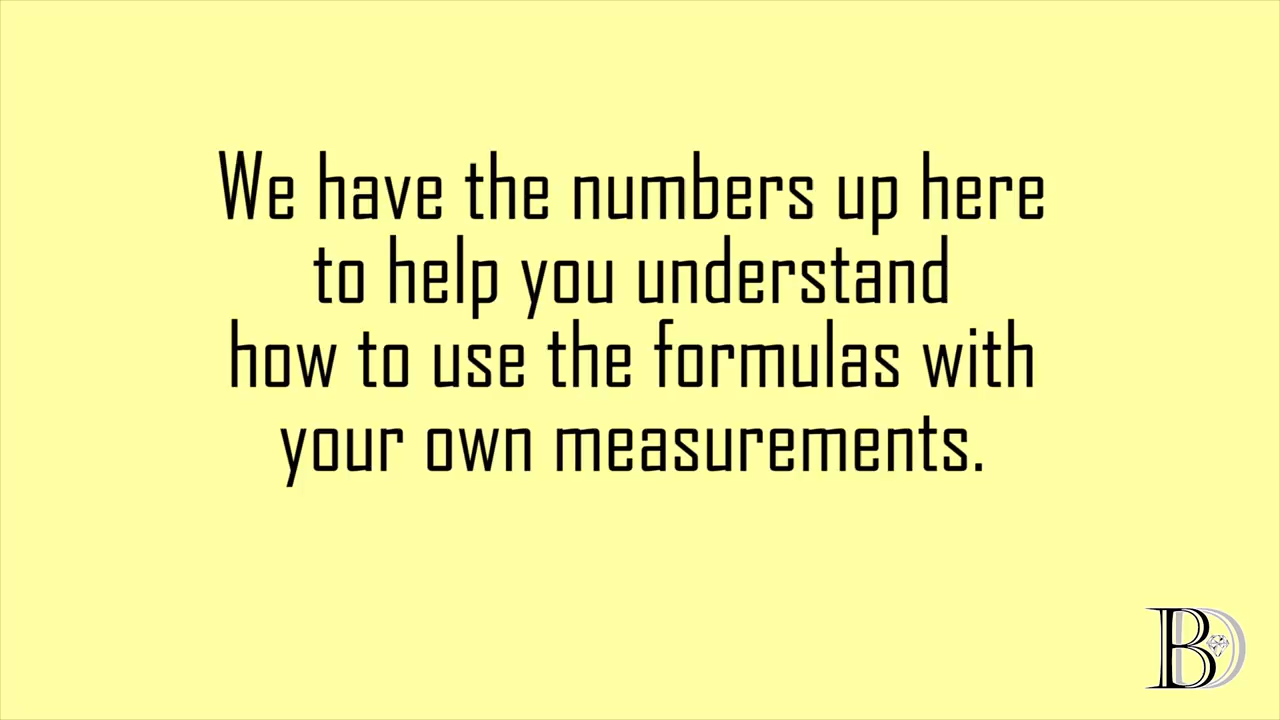 We have the numbers up here
to help you understand
how to use the formulas with
your own measurements.
BD